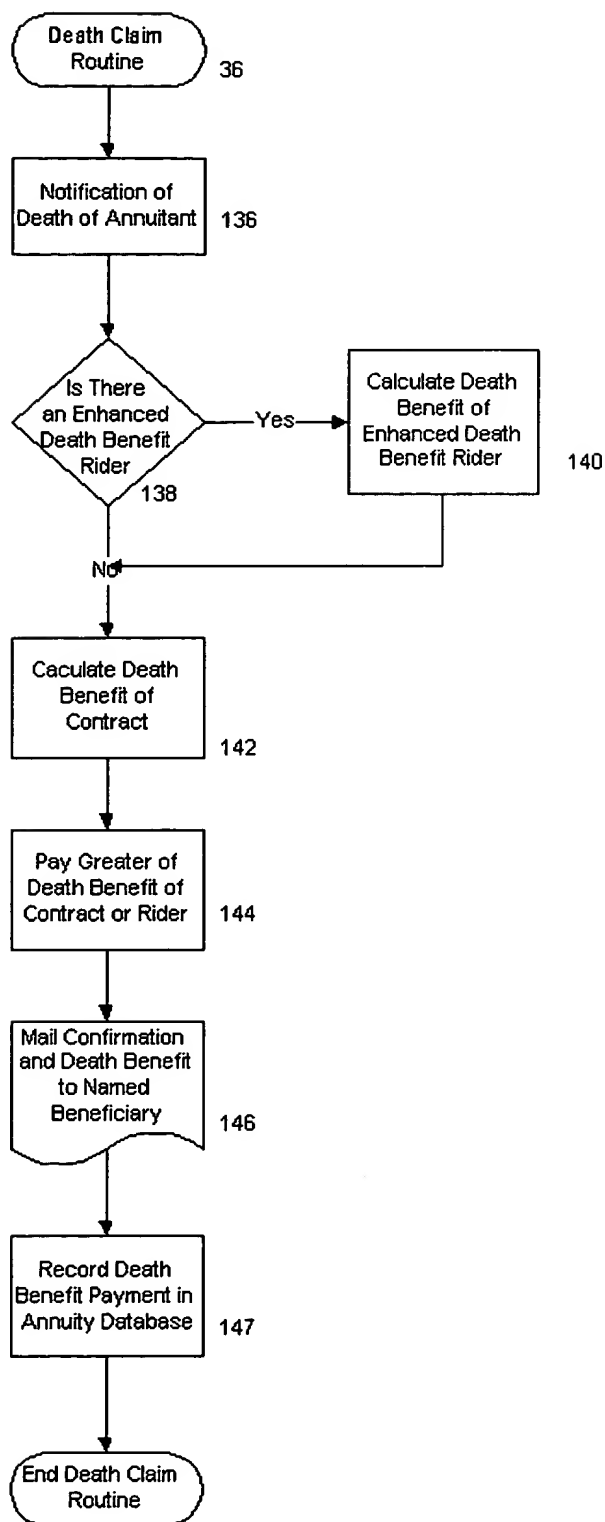 Death Claim
Routine
36
Notification of
Death of Annuitant
136
Is There
an Enhanced
Death Benefit
Rider
138
Yes
Calculate Death
Benefit of
Enhanced Death
Benefit Rider
140
No
Caculate Death
Benefit of
Contract
142
Pay Greater of
Death Benefit of
Contract or Rider
144
Mail Confirmation
and Death Benefit
to Named
Beneficiary
146
Record Death
Benefit Payment in
Annuity Database
147
End Death Claim
Routine